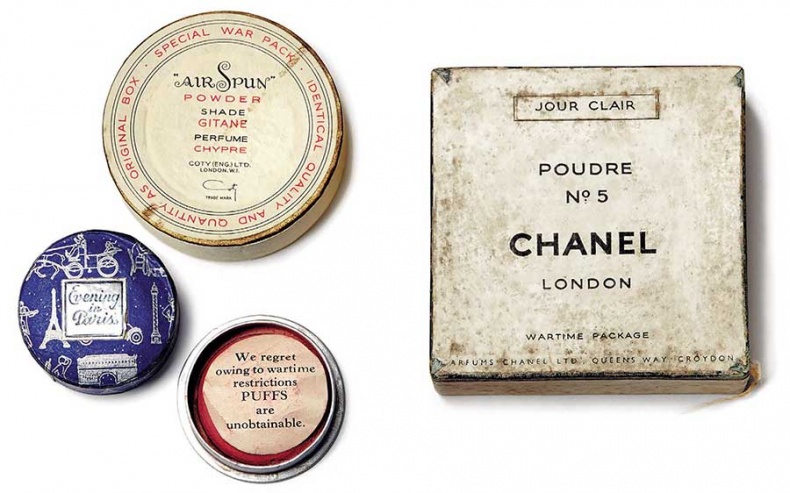 SPECIAL WAR PACK · IDENTICAL QUALITY AND QUANTITY AS ORIGINAL BOX ·
"AIR SPUN"
POWDER
SHADE
GITANE
PERFUME
CHYPRE
COTY (ENG.) LTD.
LONDON, W.I.
Coty
TRADE MARK
Evening
in
Paris
We regret
owing to wartime
restrictions
PUFFS
are
unobtainable.
JOUR CLAIR
POUDRE
Nº 5
CHANEL
LONDON
WARTIME PACKAGE
ARFUMS CHANEL LTD. QUEENS WAY CROYDON